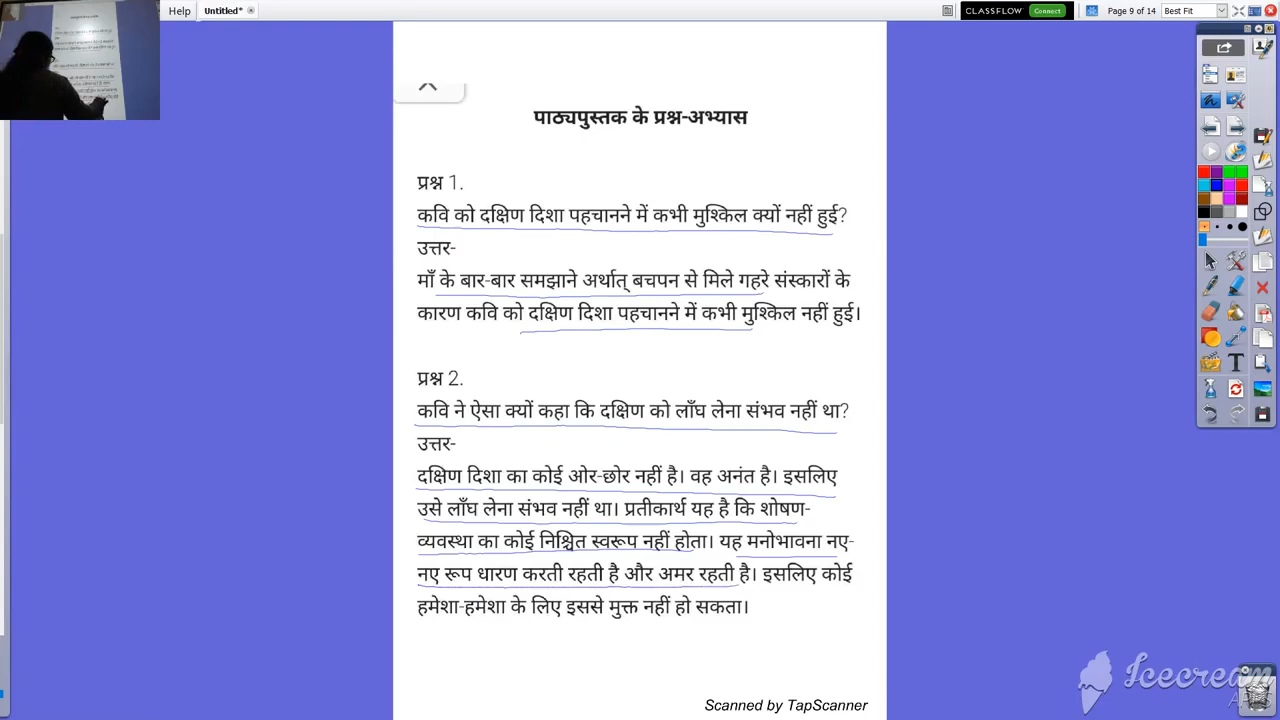 Help Untitled* CLASSFLOW Connect Page 9 of 14 Best Fit
पाठ्यपुस्तक के प्रश्न-अभ्यास
प्रश्न 1.
कवि को दक्षिण दिशा पहचानने में कभी मुश्किल क्यों नहीं हुई?
उत्तर-
माँ के बार-बार समझाने अर्थात् बचपन से मिले गहरे संस्कारों के
कारण कवि को दक्षिण दिशा पहचानने में कभी मुश्किल नहीं हुई।
प्रश्न 2.
कवि ने ऐसा क्यों कहा कि दक्षिण को लाँघ लेना संभव नहीं था?
उत्तर-
दक्षिण दिशा का कोई ओर-छोर नहीं है। वह अनंत है। इसलिए
उसे लाँघ लेना संभव नहीं था। प्रतीकार्थ यह है कि शोषण-
व्यवस्था का कोई निश्चित स्वरूप नहीं होता। यह मनोभावना नए-
नए रूप धारण करती रहती है और अमर रहती है। इसलिए कोई
हमेशा-हमेशा के लिए इससे मुक्त नहीं हो सकता।
Icecream
APPS
Scanned by TapScanner